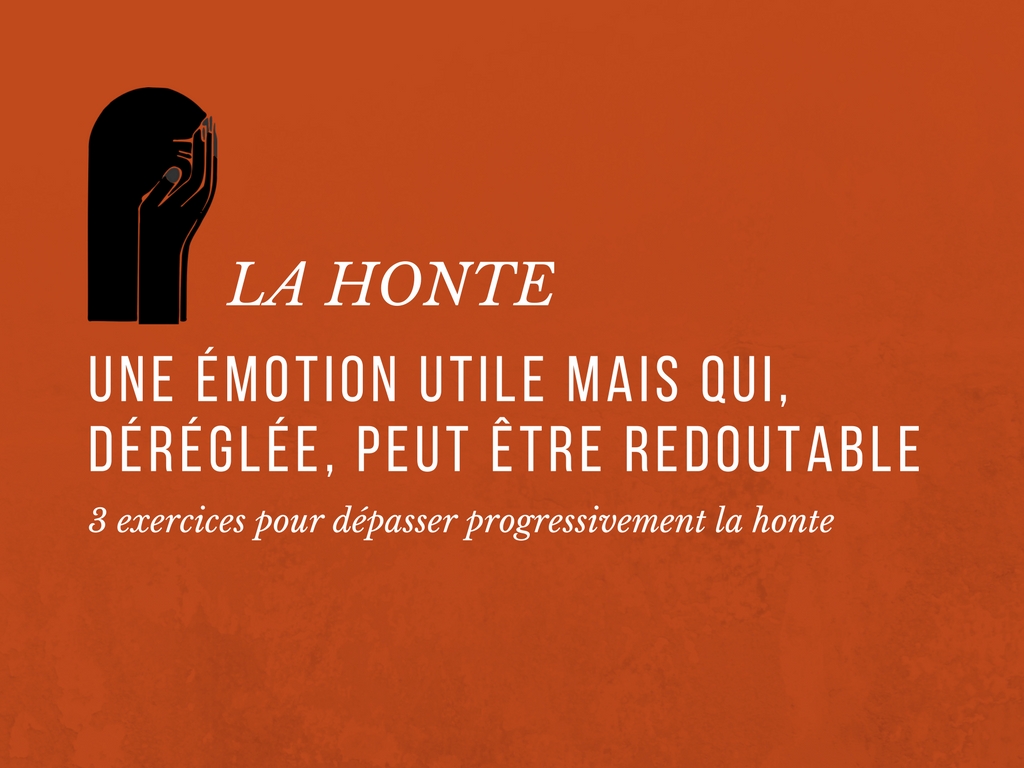 LA HONTE
UNE ÉMOTION UTILE MAIS QUI,
DÉRÉGLÉE, PEUT ÊTRE REDOUTABLE
3 exercices pour dépasser progressivement la honte